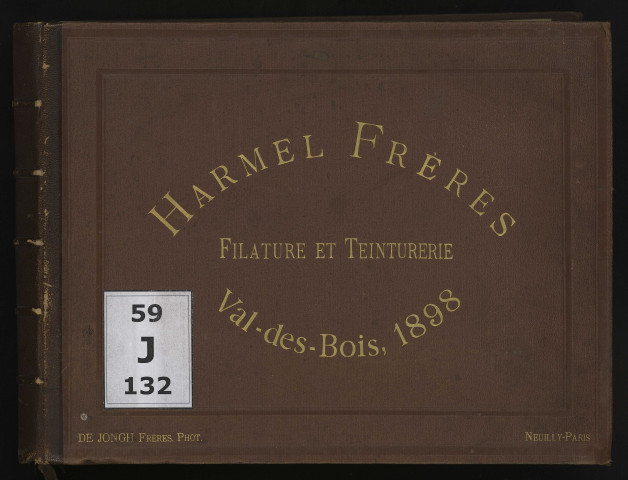 HARMEL FRÈRES
FILATURE ET TEINTURERIE
Val-des-Bois, 1898
59
J
132
DE JONGH FRÈRES, PHOT.
NEUILLY-PARIS